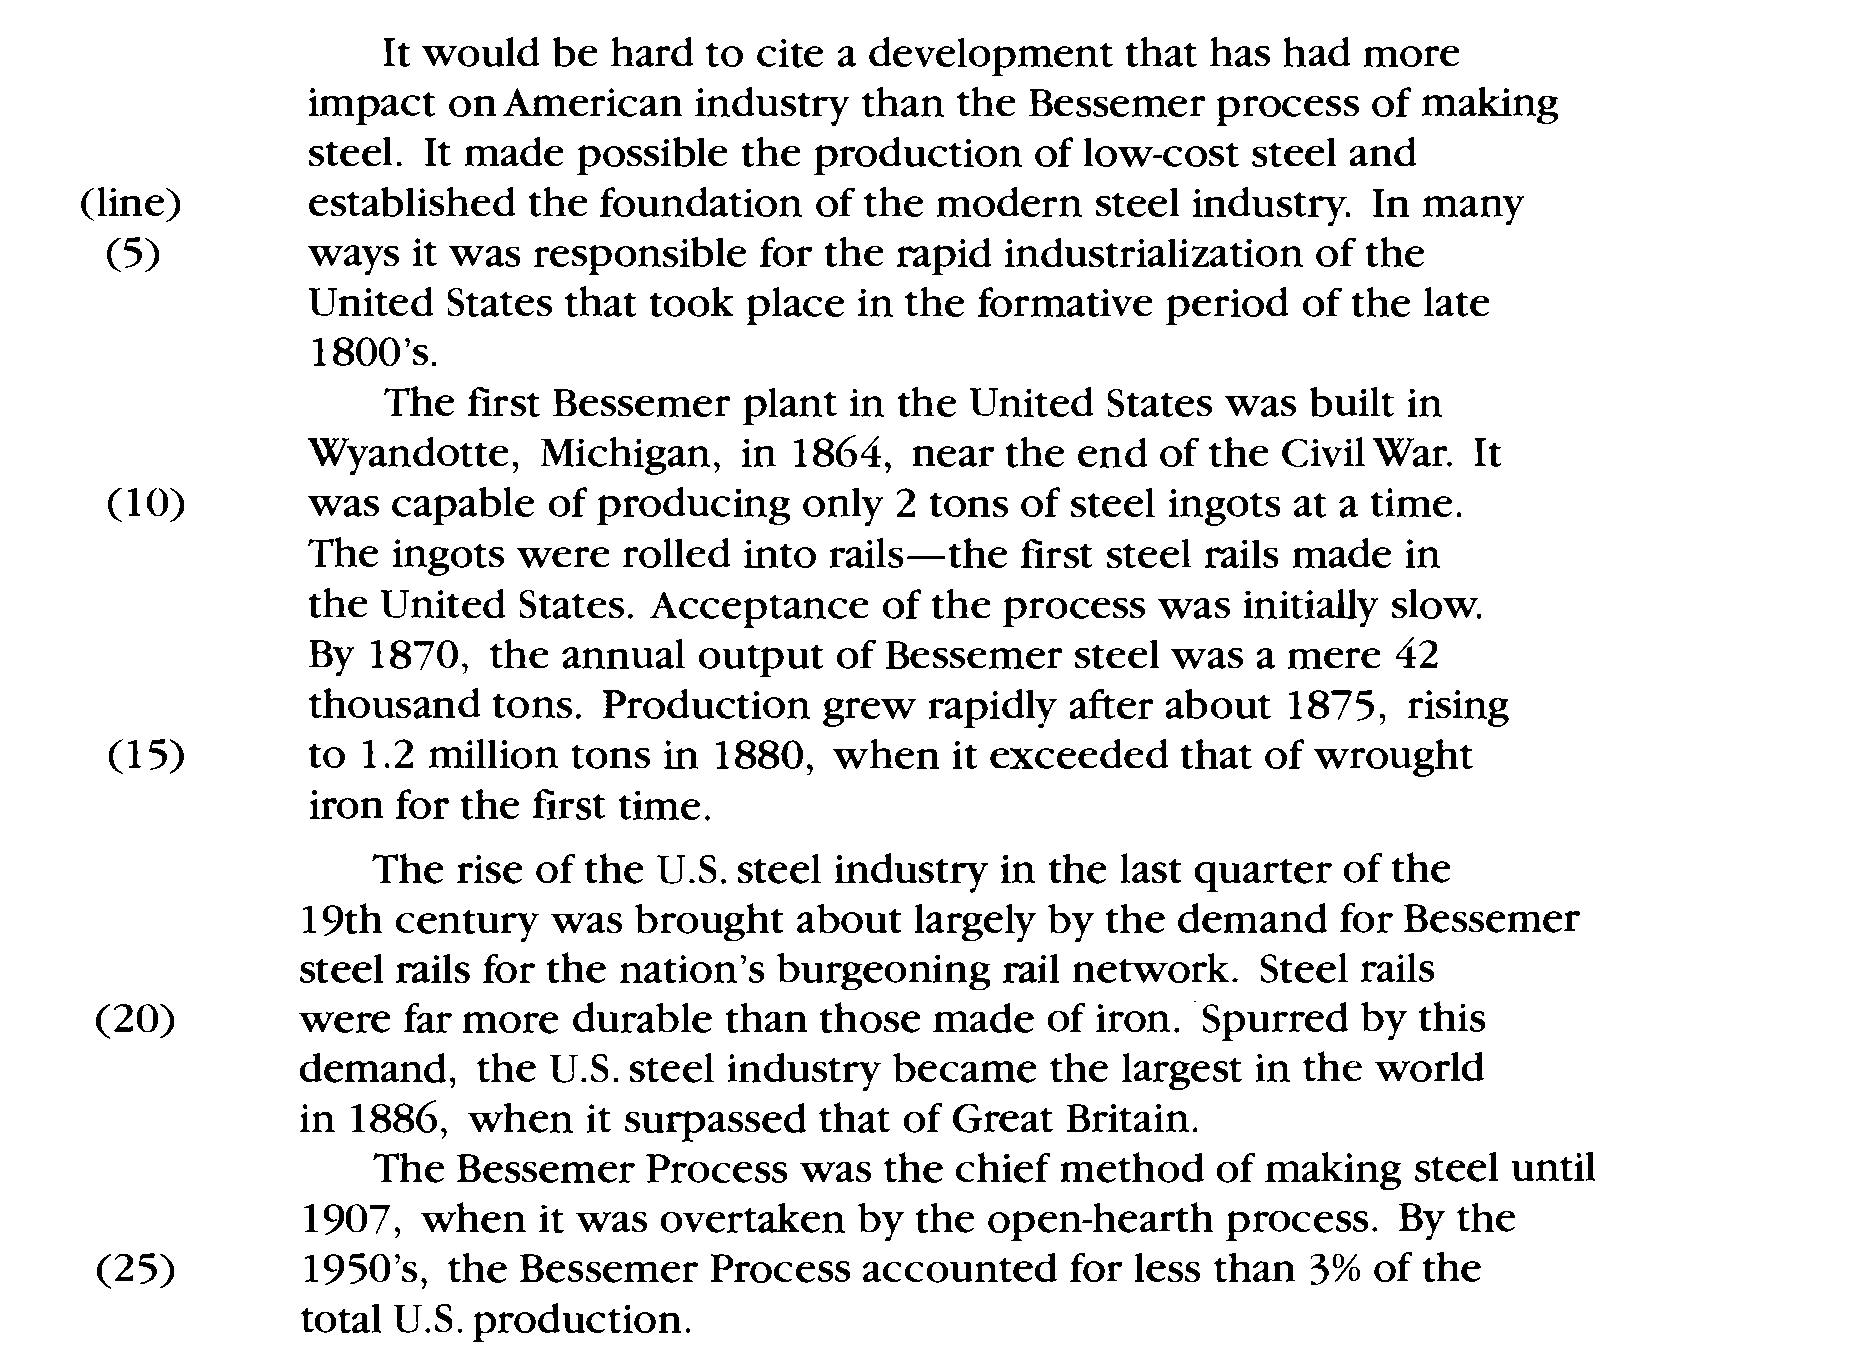 It would be hard to cite a development that has had more
impact on American industry than the Bessemer process of making
steel. It made possible the production of low-cost steel and
(line) established the foundation of the modern steel industry. In many
(5) ways it was responsible for the rapid industrialization of the
United States that took place in the formative period of the late
1800's.
The first Bessemer plant in the United States was built in
Wyandotte, Michigan, in 1864, near the end of the Civil War. It
(10) was capable of producing only 2 tons of steel ingots at a time.
The ingots were rolled into rails—the first steel rails made in
the United States. Acceptance of the process was initially slow.
By 1870, the annual output of Bessemer steel was a mere 42
thousand tons. Production grew rapidly after about 1875, rising
(15) to 1.2 million tons in 1880, when it exceeded that of wrought
iron for the first time.
The rise of the U.S. steel industry in the last quarter of the
19th century was brought about largely by the demand for Bessemer
steel rails for the nation's burgeoning rail network. Steel rails
(20) were far more durable than those made of iron. Spurred by this
demand, the U.S. steel industry became the largest in the world
in 1886, when it surpassed that of Great Britain.
The Bessemer Process was the chief method of making steel until
1907, when it was overtaken by the open-hearth process. By the
(25) 1950's, the Bessemer Process accounted for less than 3% of the
total U.S. production.